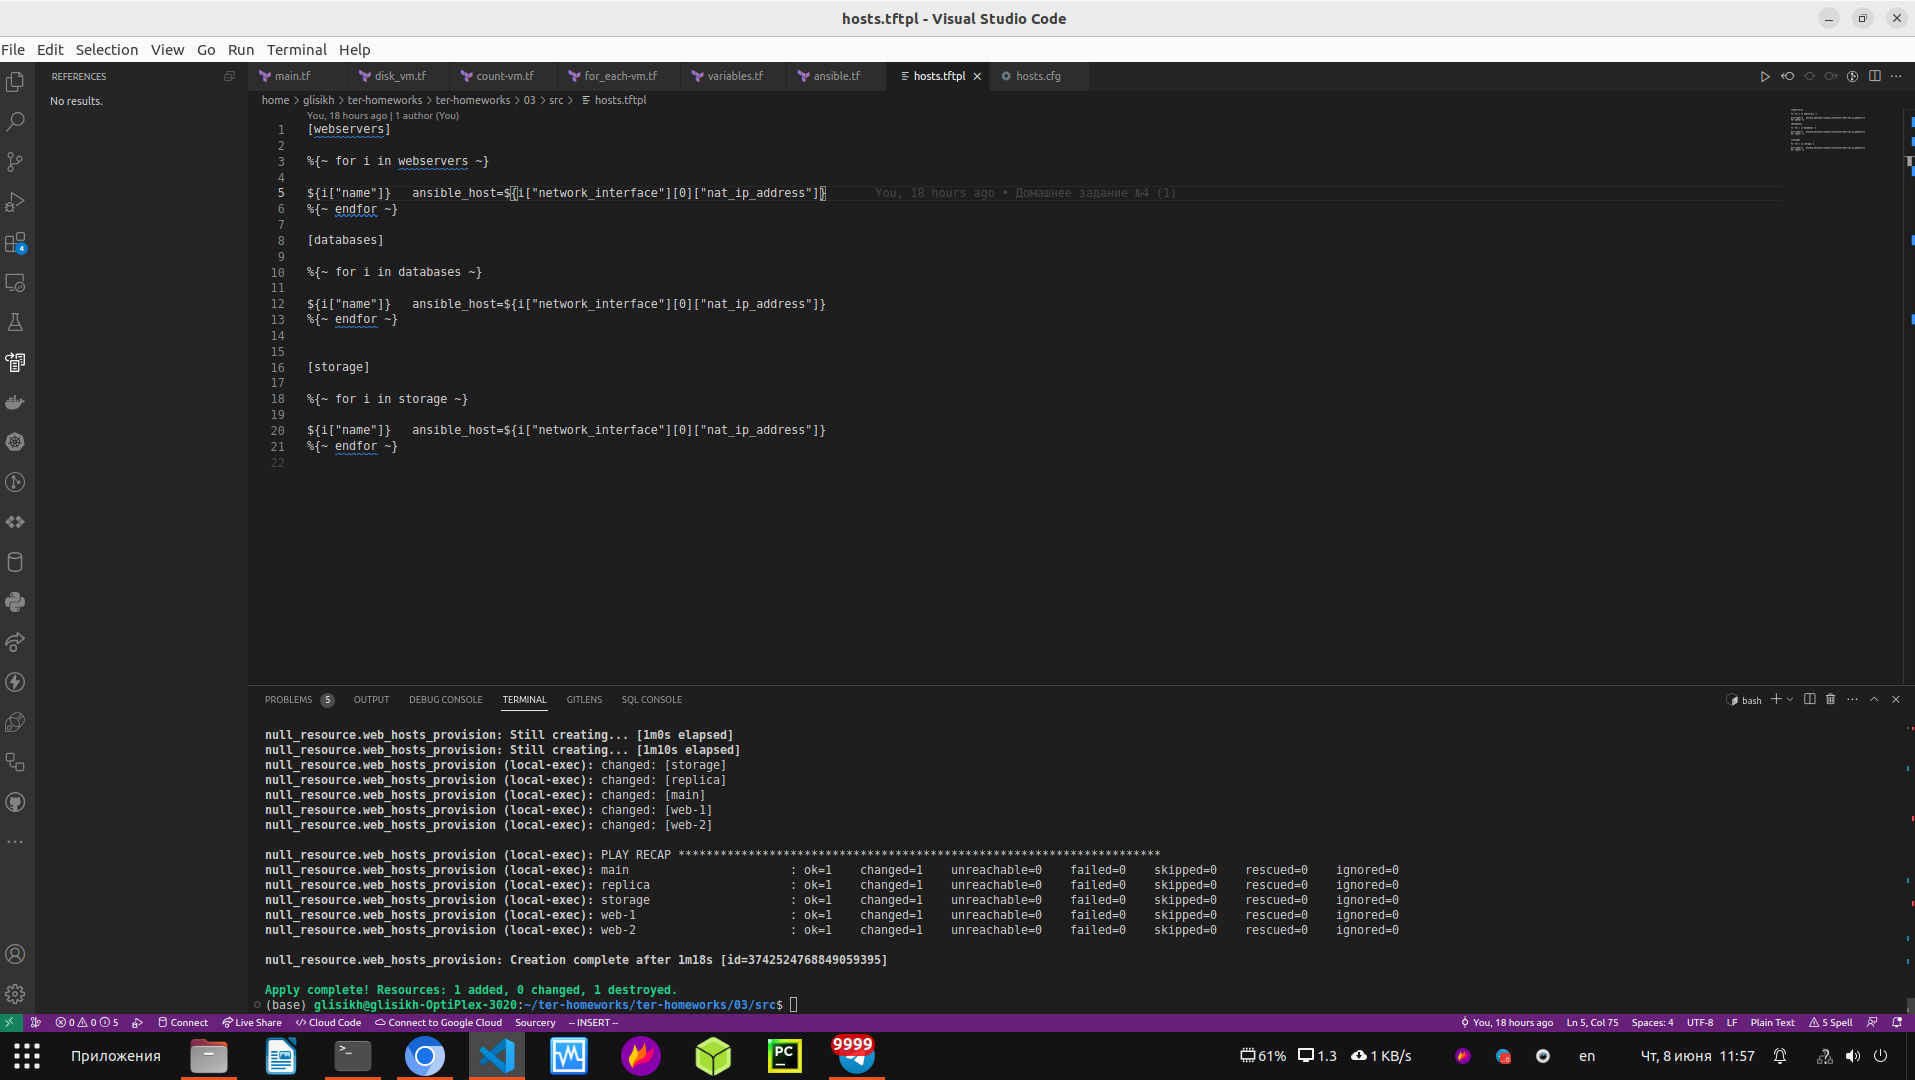 hosts.tftpl - Visual Studio Code
File Edit Selection View Go Run Terminal Help
REFERENCES
No results.
main.tf disk_vm.tf count-vm.tf for_each-vm.tf variables.tf ansible.tf hosts.tftpl hosts.cfg
home > glisikh > ter-homeworks > ter-homeworks > 03 > src > hosts.tftpl
You, 18 hours ago | 1 author (You)
1 [webservers]
2
3 %{~ for i in webservers ~}
4
5 ${i["name"]}   ansible_host=${i["network_interface"][0]["nat_ip_address"]} You, 18 hours ago • Домашнее задание №4 (1)
6 %{~ endfor ~}
7
8 [databases]
9
10 %{~ for i in databases ~}
11
12 ${i["name"]}   ansible_host=${i["network_interface"][0]["nat_ip_address"]}
13 %{~ endfor ~}
14
15
16 [storage]
17
18 %{~ for i in storage ~}
19
20 ${i["name"]}   ansible_host=${i["network_interface"][0]["nat_ip_address"]}
21 %{~ endfor ~}
22
4
PROBLEMS 5 OUTPUT DEBUG CONSOLE TERMINAL GITLENS SQL CONSOLE bash
null_resource.web_hosts_provision: Still creating... [1m0s elapsed]
null_resource.web_hosts_provision: Still creating... [1m10s elapsed]
null_resource.web_hosts_provision (local-exec): changed: [storage]
null_resource.web_hosts_provision (local-exec): changed: [replica]
null_resource.web_hosts_provision (local-exec): changed: [main]
null_resource.web_hosts_provision (local-exec): changed: [web-1]
null_resource.web_hosts_provision (local-exec): changed: [web-2]
null_resource.web_hosts_provision (local-exec): PLAY RECAP *********************************************************************
null_resource.web_hosts_provision (local-exec): main : ok=1 changed=1 unreachable=0 failed=0 skipped=0 rescued=0 ignored=0
null_resource.web_hosts_provision (local-exec): replica : ok=1 changed=1 unreachable=0 failed=0 skipped=0 rescued=0 ignored=0
null_resource.web_hosts_provision (local-exec): storage : ok=1 changed=1 unreachable=0 failed=0 skipped=0 rescued=0 ignored=0
null_resource.web_hosts_provision (local-exec): web-1 : ok=1 changed=1 unreachable=0 failed=0 skipped=0 rescued=0 ignored=0
null_resource.web_hosts_provision (local-exec): web-2 : ok=1 changed=1 unreachable=0 failed=0 skipped=0 rescued=0 ignored=0
null_resource.web_hosts_provision: Creation complete after 1m18s [id=3742524768849059395]
Apply complete! Resources: 1 added, 0 changed, 1 destroyed.
(base) glisikh@glisikh-OptiPlex-3020:~/ter-homeworks/ter-homeworks/03/src$
0 0 5 Connect Live Share Cloud Code Connect to Google Cloud Sourcery -- INSERT -- You, 18 hours ago Ln 5, Col 75 Spaces: 4 UTF-8 LF Plain Text 5 Spell
Приложения PC 9999 61% 1.3 1 KB/s en Чт, 8 июня 11:57